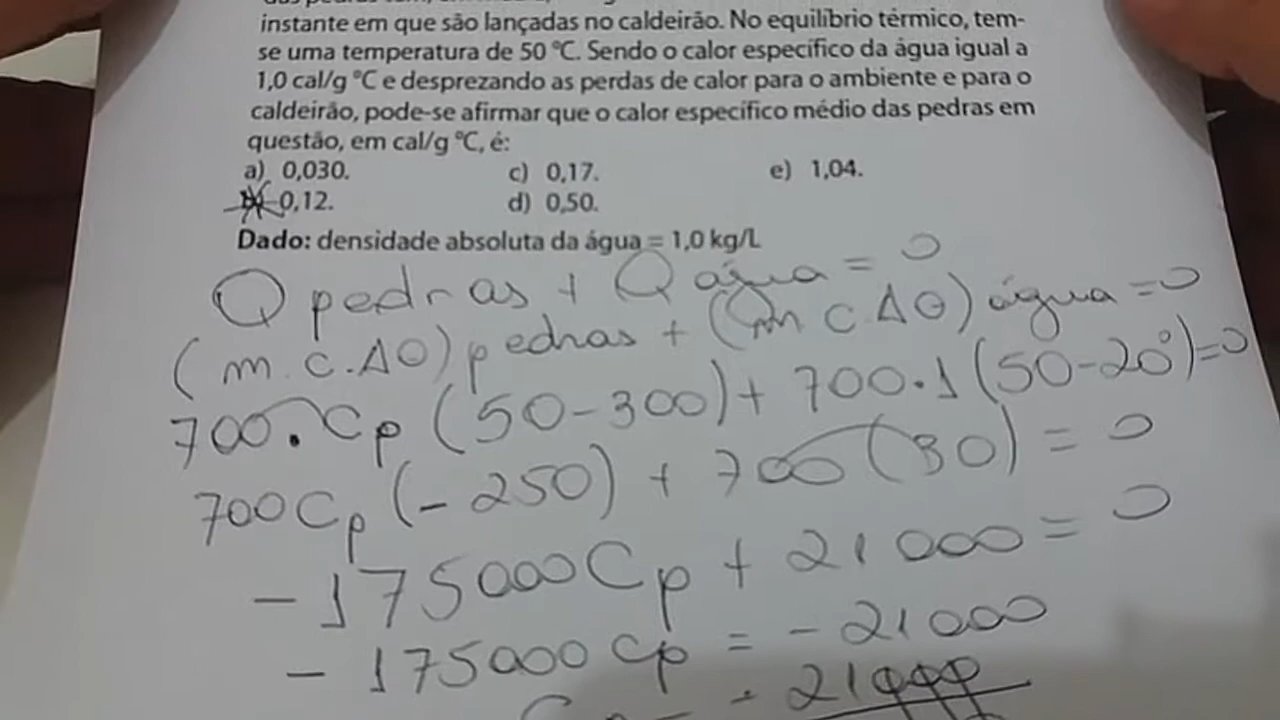 instante em que são lançadas no caldeirão. No equilíbrio térmico, tem-
se uma temperatura de 50 °C. Sendo o calor específico da água igual a
1,0 cal/g °C e desprezando as perdas de calor para o ambiente e para o
caldeirão, pode-se afirmar que o calor específico médio das pedras em
questão, em cal/g °C, é:
a) 0,030. c) 0,17. e) 1,04.
b) 0,12. d) 0,50.
Dado: densidade absoluta da água = 1,0 kg/L
Q pedras + Q água = 0
(m.c.Δθ) pedras + (m c Δθ) água = 0
700.Cp (50-300) + 700.1 (50-20°)=0
700Cp (-250) + 700 (30) = 0
-175000Cp + 21000 = 0
-175000 Cp = -21000
21000